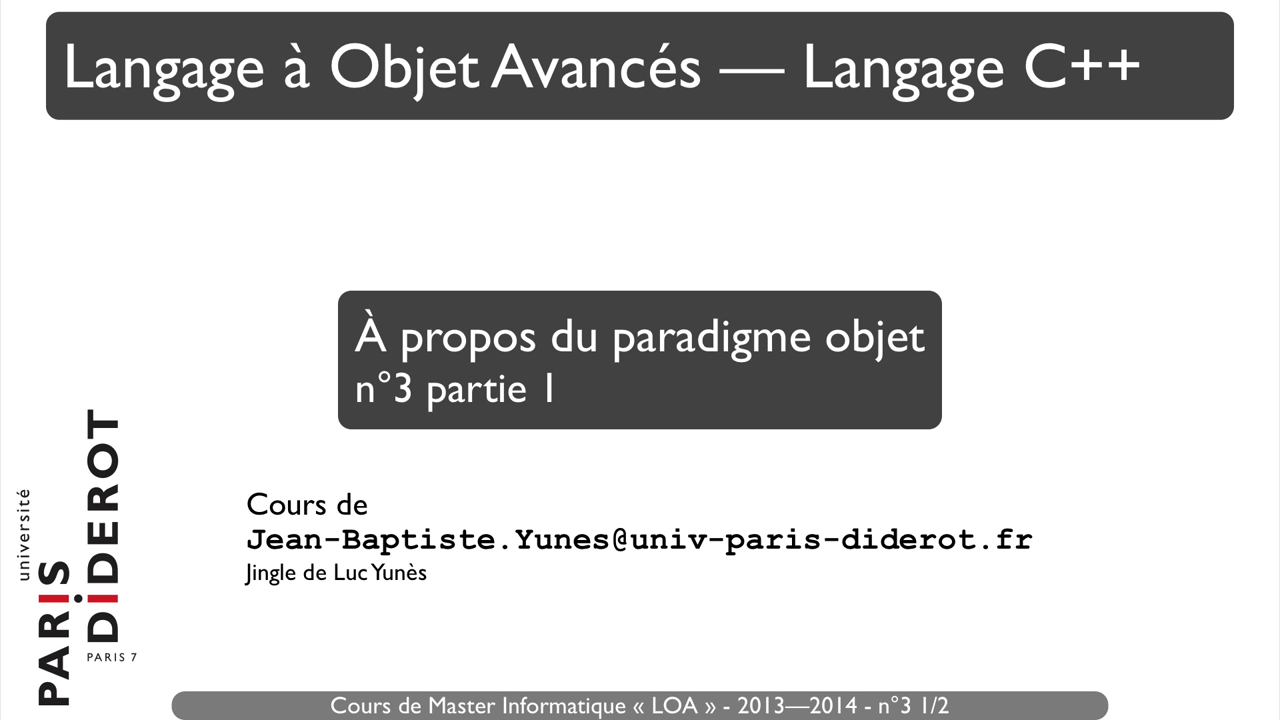 Langage à Objet Avancés — Langage C++
À propos du paradigme objet
n°3 partie 1
Cours de
Jean-Baptiste.Yunes@univ-paris-diderot.fr
Jingle de Luc Yunès
université
PARIS
DiDEROT
PARIS 7
Cours de Master Informatique « LOA » - 2013—2014 - n°3 1/2